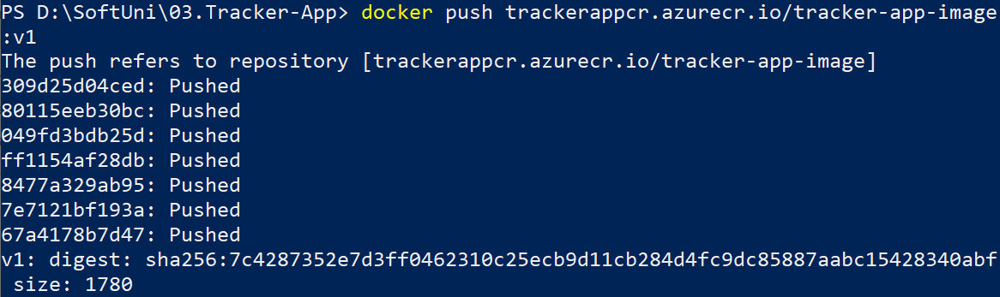 PS D:\SoftUni\03.Tracker-App> docker push trackerappcr.azurecr.io/tracker-app-image
:v1
The push refers to repository [trackerappcr.azurecr.io/tracker-app-image]
309d25d04ced: Pushed
80115eeb30bc: Pushed
049fd3bdb25d: Pushed
ff1154af28db: Pushed
8477a329ab95: Pushed
7e7121bf193a: Pushed
67a4178b7d47: Pushed
v1: digest: sha256:7c4287352e7d3ff0462310c25ecb9d11cb284d4fc9dc85887aabc15428340abf
 size: 1780